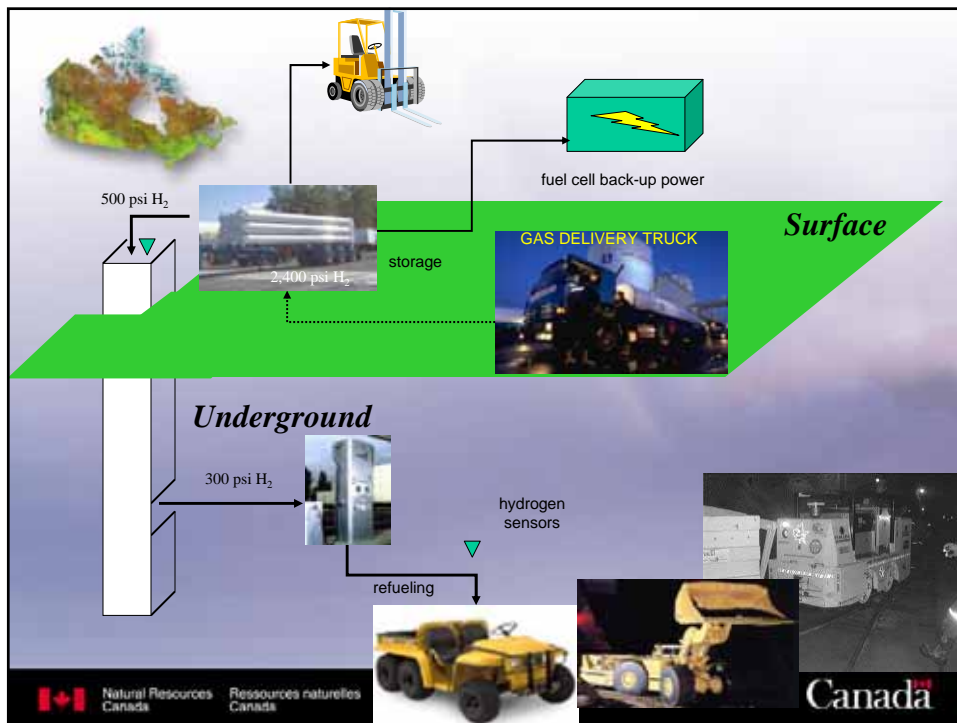 fuel cell back-up power
500 psi H₂
Surface
GAS DELIVERY TRUCK
storage
2,400 psi H₂
Underground
300 psi H₂
hydrogen
sensors
refueling
Natural Resources Ressources naturelles
Canada Canada
Canada